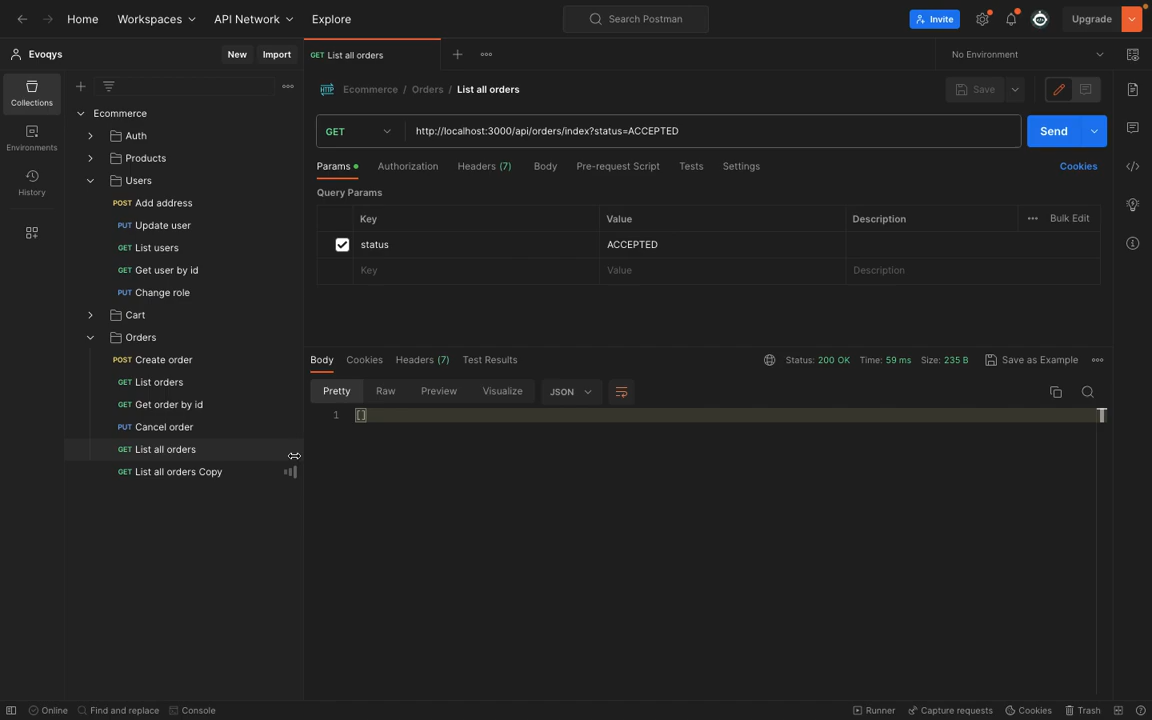 Home
Workspaces
API Network
Explore
Search Postman
Invite
Upgrade
Evoqys
New
Import
GET List all orders
No Environment
Collections
Environments
History
Ecommerce
Auth
Products
Users
POST Add address
PUT Update user
GET List users
GET Get user by id
PUT Change role
Cart
Orders
POST Create order
GET List orders
GET Get order by id
PUT Cancel order
GET List all orders
GET List all orders Copy
HTTP Ecommerce / Orders / List all orders
Save
GET http://localhost:3000/api/orders/index?status=ACCEPTED
Send
Params Authorization Headers (7) Body Pre-request Script Tests Settings Cookies
Query Params
Key Value Description Bulk Edit
status ACCEPTED
Key Value Description
Body Cookies Headers (7) Test Results Status: 200 OK Time: 59 ms Size: 235 B Save as Example
Pretty Raw Preview Visualize JSON
1 []
Online Find and replace Console Runner Capture requests Cookies Trash